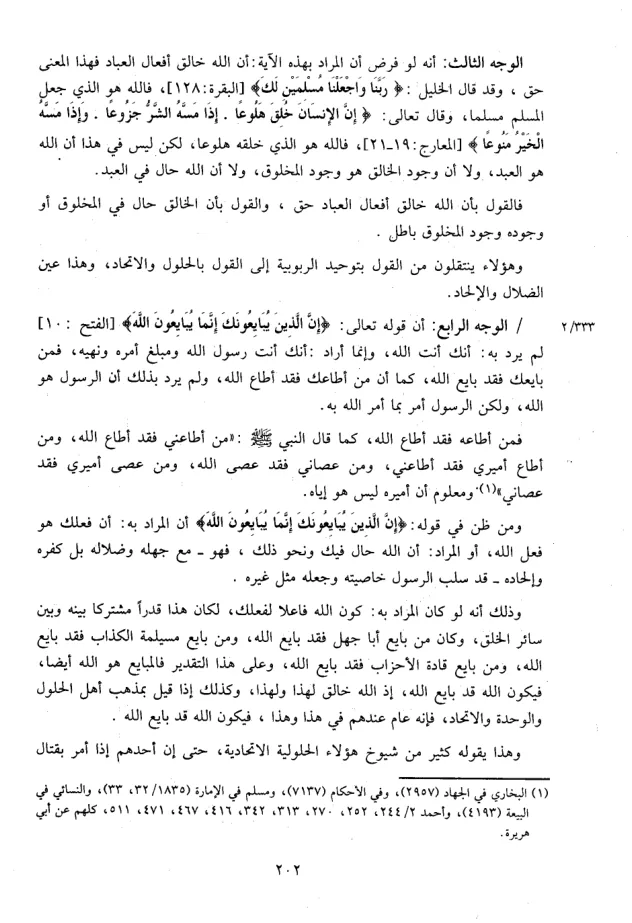 الوجه الثالث: أنه لو فرض أن المراد بهذه الآية: أن الله خالق أفعال العباد فهذا المعنى
حق ، وقد قال الخليل : ﴿ رَبَّنَا وَاجْعَلْنَا مُسْلِمَيْنِ لَكَ﴾ [البقرة:١٢٨]، فالله هو الذي جعل
المسلم مسلما، وقال تعالى: ﴿ إِنَّ الإِنسَانَ خُلِقَ هَلُوعًا . إِذَا مَسَّهُ الشَّرُّ جَزُوعًا . وَإِذَا مَسَّهُ
الْخَيْرُ مَنُوعًا ﴾ [المعارج:١٩ـ٢١]، فالله هو الذي خلقه هلوعا، لكن ليس في هذا أن الله
هو العبد، ولا أن وجود الخالق هو وجود المخلوق، ولا أن الله حال في العبد.
فالقول بأن الله خالق أفعال العباد حق ، والقول بأن الخالق حال في المخلوق أو
وجوده وجود المخلوق باطل .
وهؤلاء ينتقلون من القول بتوحيد الربوبية إلى القول بالحلول والاتحاد، وهذا عين
الضلال والإلحاد.
٢/٣٣٣ / الوجه الرابع: أن قوله تعالى: ﴿إِنَّ الَّذِينَ يُبَايِعُونَكَ إِنَّمَا يُبَايِعُونَ اللَّهَ﴾ [الفتح : ١٠]
لم يرد به: أنك أنت الله، وإنما أراد :أنك أنت رسول الله ومبلغ أمره ونهيه، فمن
بايعك فقد بايع الله، كما أن من أطاعك فقد أطاع الله، ولم يرد بذلك أن الرسول هو
الله، ولكن الرسول أمر بما أمر الله به.
فمن أطاعه فقد أطاع الله، كما قال النبي ﷺ :«من أطاعني فقد أطاع الله، ومن
أطاع أميري فقد أطاعني، ومن عصاني فقد عصى الله، ومن عصى أميري فقد
عصاني»(١).ومعلوم أن أميره ليس هو إياه.
ومن ظن في قوله: ﴿إِنَّ الَّذِينَ يُبَايِعُونَكَ إِنَّمَا يُبَايِعُونَ اللَّهَ﴾ أن المراد به: أن فعلك هو
فعل الله، أو المراد: أن الله حال فيك ونحو ذلك ، فهو ـ مع جهله وضلاله بل كفره
وإلحاده ـ قد سلب الرسول خاصيته وجعله مثل غيره .
وذلك أنه لو كان المراد به: كون الله فاعلا لفعلك، لكان هذا قدراً مشتركا بينه وبين
سائر الخلق، وكان من بايع أبا جهل فقد بايع الله، ومن بايع مسيلمة الكذاب فقد بايع
الله، ومن بايع قادة الأحزاب فقد بايع الله، وعلى هذا التقدير فالمبايع هو الله أيضا،
فيكون الله قد بايع الله، إذ الله خالق لهذا ولهذا، وكذلك إذا قيل بمذهب أهل الحلول
والوحدة والاتحاد، فإنه عام عندهم في هذا وهذا ، فيكون الله قد بايع الله .
وهذا يقوله كثير من شيوخ هؤلاء الحلولية الاتحادية، حتى إن أحدهم إذا أمر بقتال
(١) البخاري في الجهاد (٢٩٥٧)، وفي الأحكام (٧١٣٧)، ومسلم في الإمارة (٣٢/١٨٣٥، ٣٣)، والنسائي في
البيعة (٤١٩٣)، وأحمد ٢٤٤/٢، ٢٥٢، ٢٧٠، ٣١٣، ٣٤٢، ٤١٦، ٤٦٧، ٤٧١، ٥١١، كلهم عن أبي
هريرة.
٢٠٢